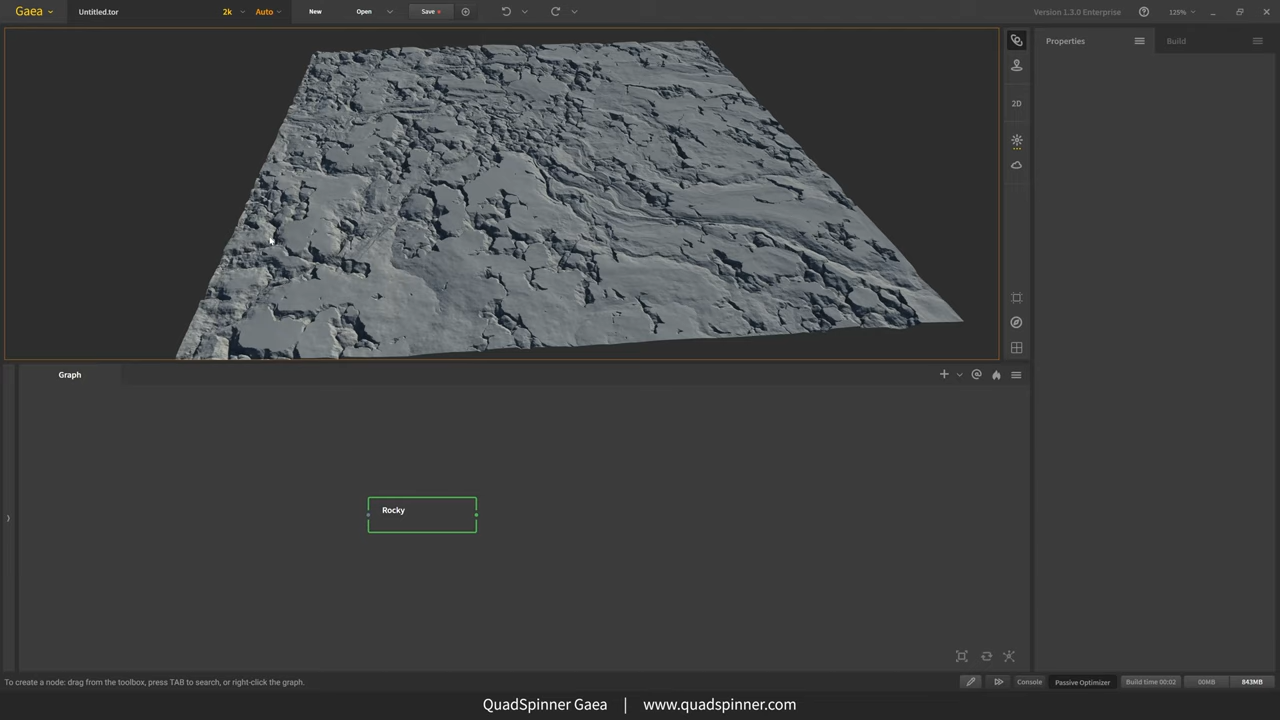 Gaea
Untitled.tor
2k
Auto
New
Open
Save
Version 1.3.0 Enterprise
125%
Properties
Build
2D
Graph
Rocky
To create a node: drag from the toolbox, press TAB to search, or right-click the graph.
Console
Passive Optimizer
Build time 00:02
00MB
843MB
QuadSpinner Gaea | www.quadspinner.com